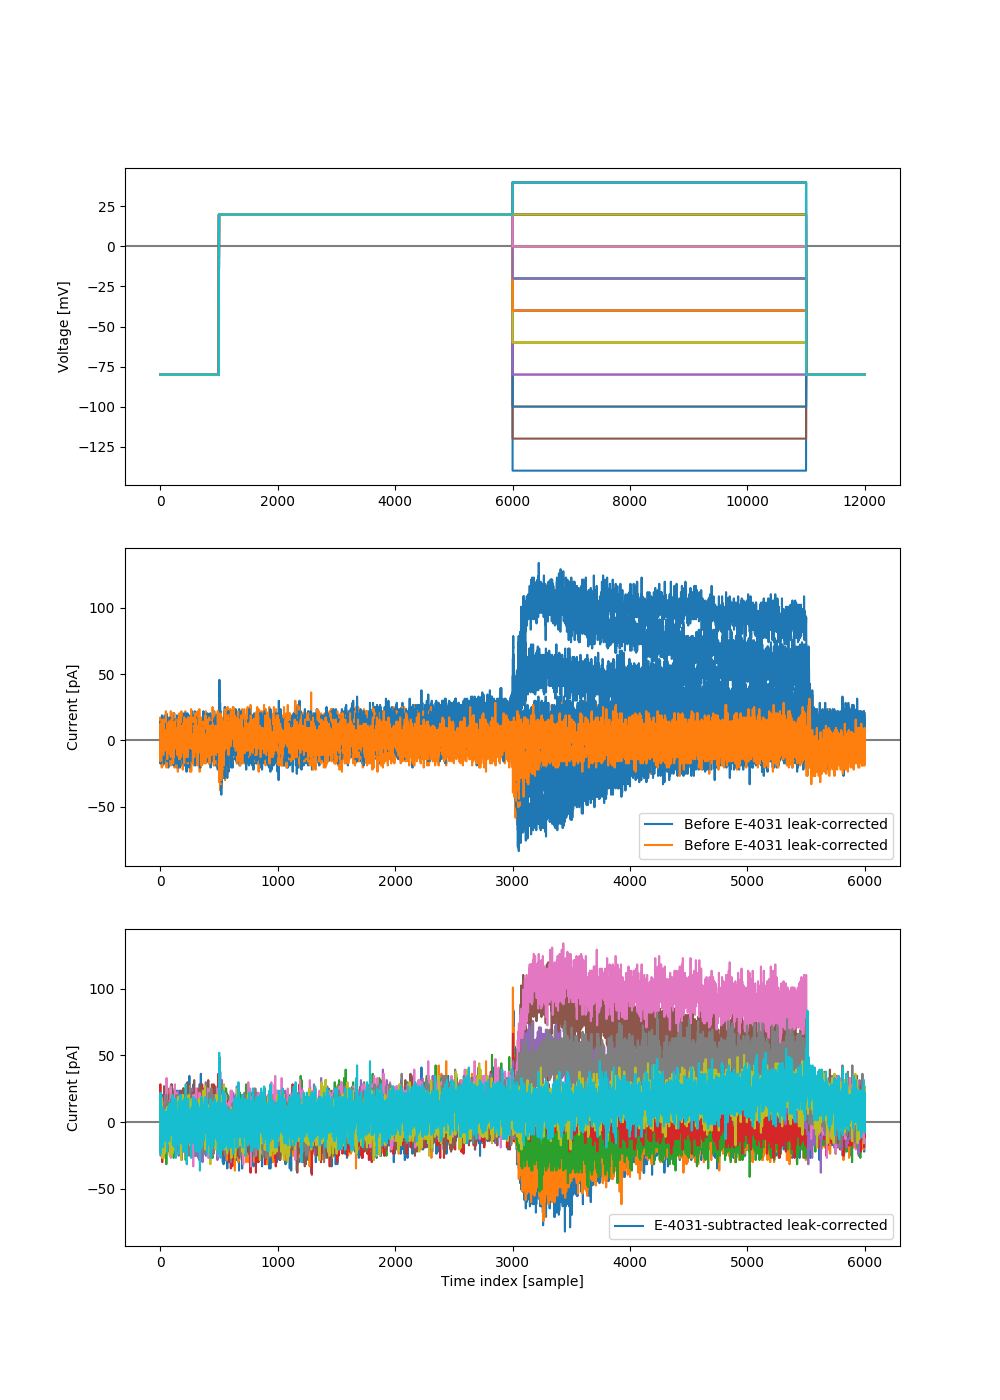 25
0
−25
−50
−75
−100
−125
Voltage [mV]
0 2000 4000 6000 8000 10000 12000
100
50
0
−50
Current [pA]
Before E-4031 leak-corrected
Before E-4031 leak-corrected
0 1000 2000 3000 4000 5000 6000
100
50
0
−50
Current [pA]
E-4031-subtracted leak-corrected
0 1000 2000 3000 4000 5000 6000
Time index [sample]